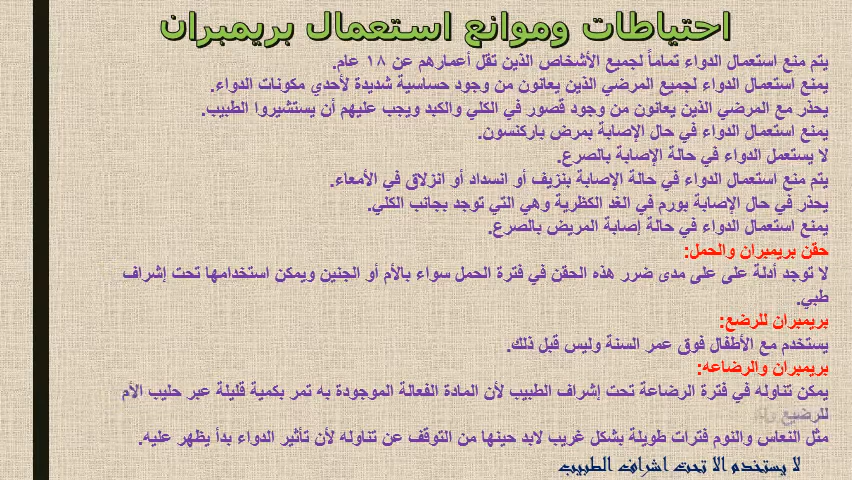 احتياطات وموانع استعمال بريمبران
يتم منع استعمال الدواء تماماً لجميع الأشخاص الذين تقل أعمارهم عن ١٨ عام.
يمنع استعمال الدواء لجميع المرضي الذين يعانون من وجود حساسية شديدة لأحدي مكونات الدواء.
يحذر مع المرضي الذين يعانون من وجود قصور في الكلي والكبد ويجب عليهم أن يستشيروا الطبيب.
يمنع استعمال الدواء في حال الإصابة بمرض باركنسون.
لا يستعمل الدواء في حالة الإصابة بالصرع.
يتم منع استعمال الدواء في حالة الإصابة بنزيف أو انسداد أو انزلاق في الأمعاء.
يحذر في حال الإصابة بورم في الغد الكظرية وهي التي توجد بجانب الكلي.
يمنع استعمال الدواء في حالة إصابة المريض بالصرع.
حقن بريمبران والحمل:
لا توجد أدلة على على مدى ضرر هذه الحقن في فترة الحمل سواء بالأم أو الجنين ويمكن استخدامها تحت إشراف
طبي.
بريمبران للرضع:
يستخدم مع الأطفال فوق عمر السنة وليس قبل ذلك.
بريمبران والرضاعه:
يمكن تناوله في فترة الرضاعة تحت إشراف الطبيب لأن المادة الفعالة الموجودة به تمر بكمية قليلة عبر حليب الأم
للرضيع
مثل النعاس والنوم فترات طويلة بشكل غريب لابد حينها من التوقف عن تناوله لأن تأثير الدواء بدأ يظهر عليه.
لا يستخدم الا تحت اشراف الطبيب